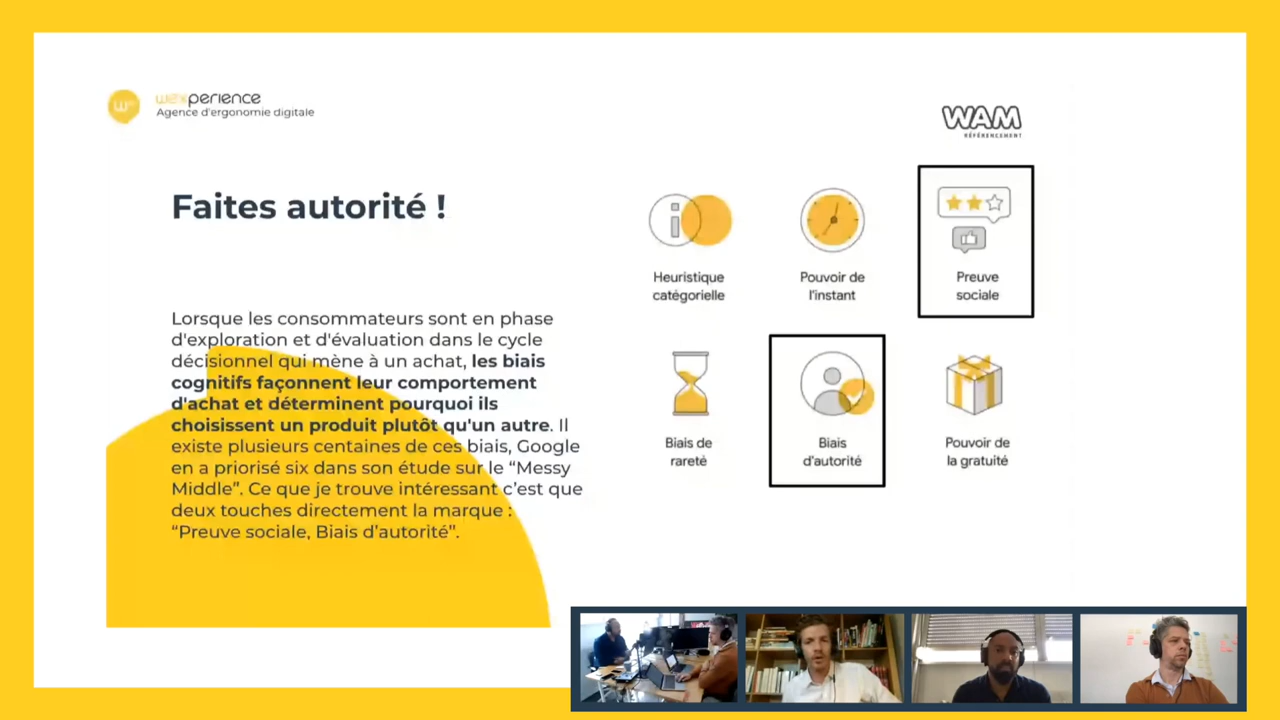 wexperience
Agence d'ergonomie digitale
WAM
RÉFÉRENCEMENT
Faites autorité !
Lorsque les consommateurs sont en phase
d'exploration et d'évaluation dans le cycle
décisionnel qui mène à un achat, les biais
cognitifs façonnent leur comportement
d'achat et déterminent pourquoi ils
choisissent un produit plutôt qu'un autre. Il
existe plusieurs centaines de ces biais, Google
en a priorisé six dans son étude sur le “Messy
Middle”. Ce que je trouve intéressant c’est que
deux touches directement la marque :
“Preuve sociale, Biais d’autorité”.
Heuristique
catégorielle
Pouvoir de
l'instant
Preuve
sociale
Biais de
rareté
Biais
d'autorité
Pouvoir de
la gratuité